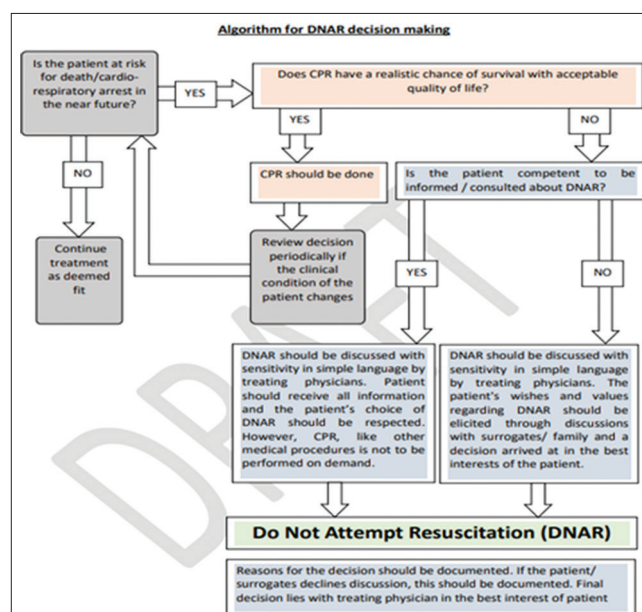 Algorithm for DNAR decision making
Is the patient at risk
for death/cardio-
respiratory arrest in
the near future?
YES
Does CPR have a realistic chance of survival with acceptable
quality of life?
YES
NO
NO
CPR should be done
Is the patient competent to be
informed / consulted about DNAR?
Continue
treatment
as deemed
fit
Review decision
periodically if
the clinical
condition of the
patient changes
YES
NO
DNAR should be discussed with
sensitivity in simple language by
treating physicians. Patient
should receive all information
and the patient's choice of
DNAR should be respected.
However, CPR, like other
medical procedures is not to be
performed on demand.
DNAR should be discussed with
sensitivity in simple language
by treating physicians. The
patient's wishes and values
regarding DNAR should be
elicited through discussions
with surrogates/ family and a
decision arrived at in the best
interests of the patient.
Do Not Attempt Resuscitation (DNAR)
Reasons for the decision should be documented. If the patient/
surrogates declines discussion, this should be documented. Final
decision lies with treating physician in the best interest of patient
DRAFT